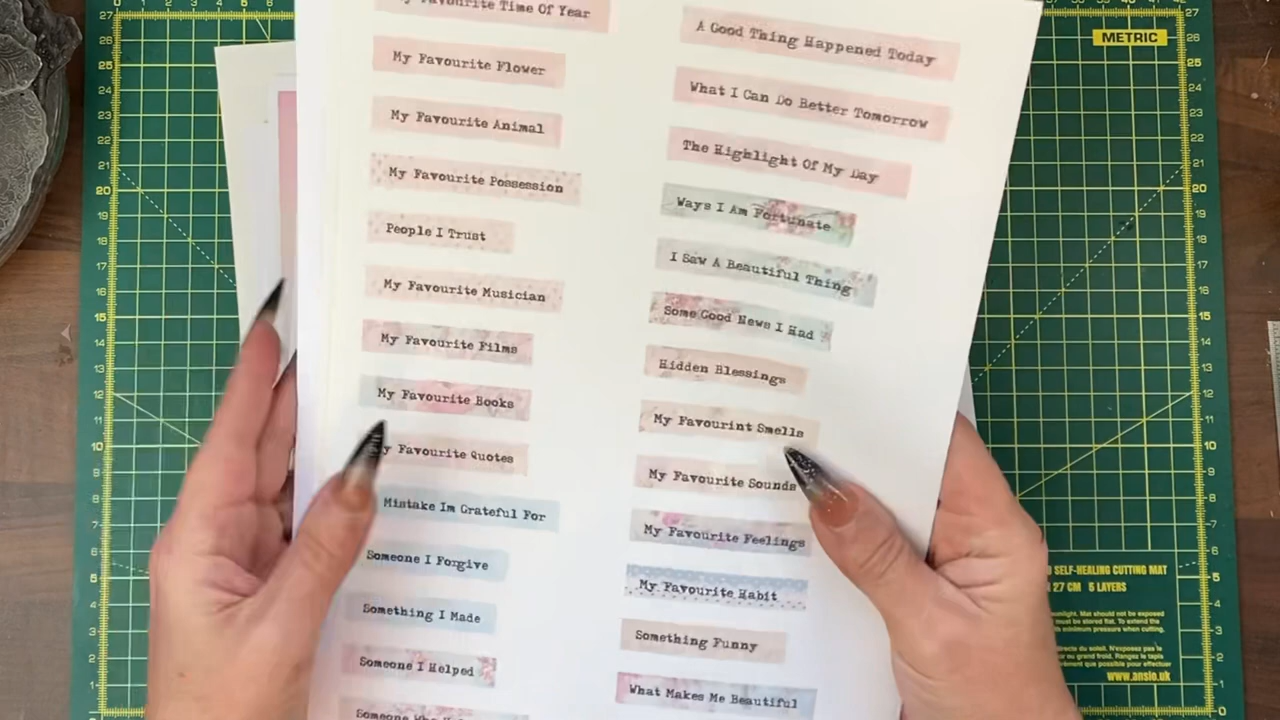 Favourite Time Of Year
My Favourite Flower
My Favourite Animal
My Favourite Possession
People I Trust
My Favourite Musician
My Favourite Films
My Favourite Books
Favourite Quotes
Mistake Im Grateful For
Someone I Forgive
Something I Made
Someone I Helped
Someone Who
A Good Thing Happened Today
What I Can Do Better Tomorrow
The Highlight Of My Day
Ways I Am Fortunate
I Saw A Beautiful Thing
Some Good News I Had
Hidden Blessings
My Favourint Smells
My Favourite Sounds
My Favourite Feelings
My Favourite Habit
Something Funny
What Makes Me Beautiful
METRIC
SELF-HEALING CUTTING MAT
27 CM 5 LAYERS
www.ansio.uk